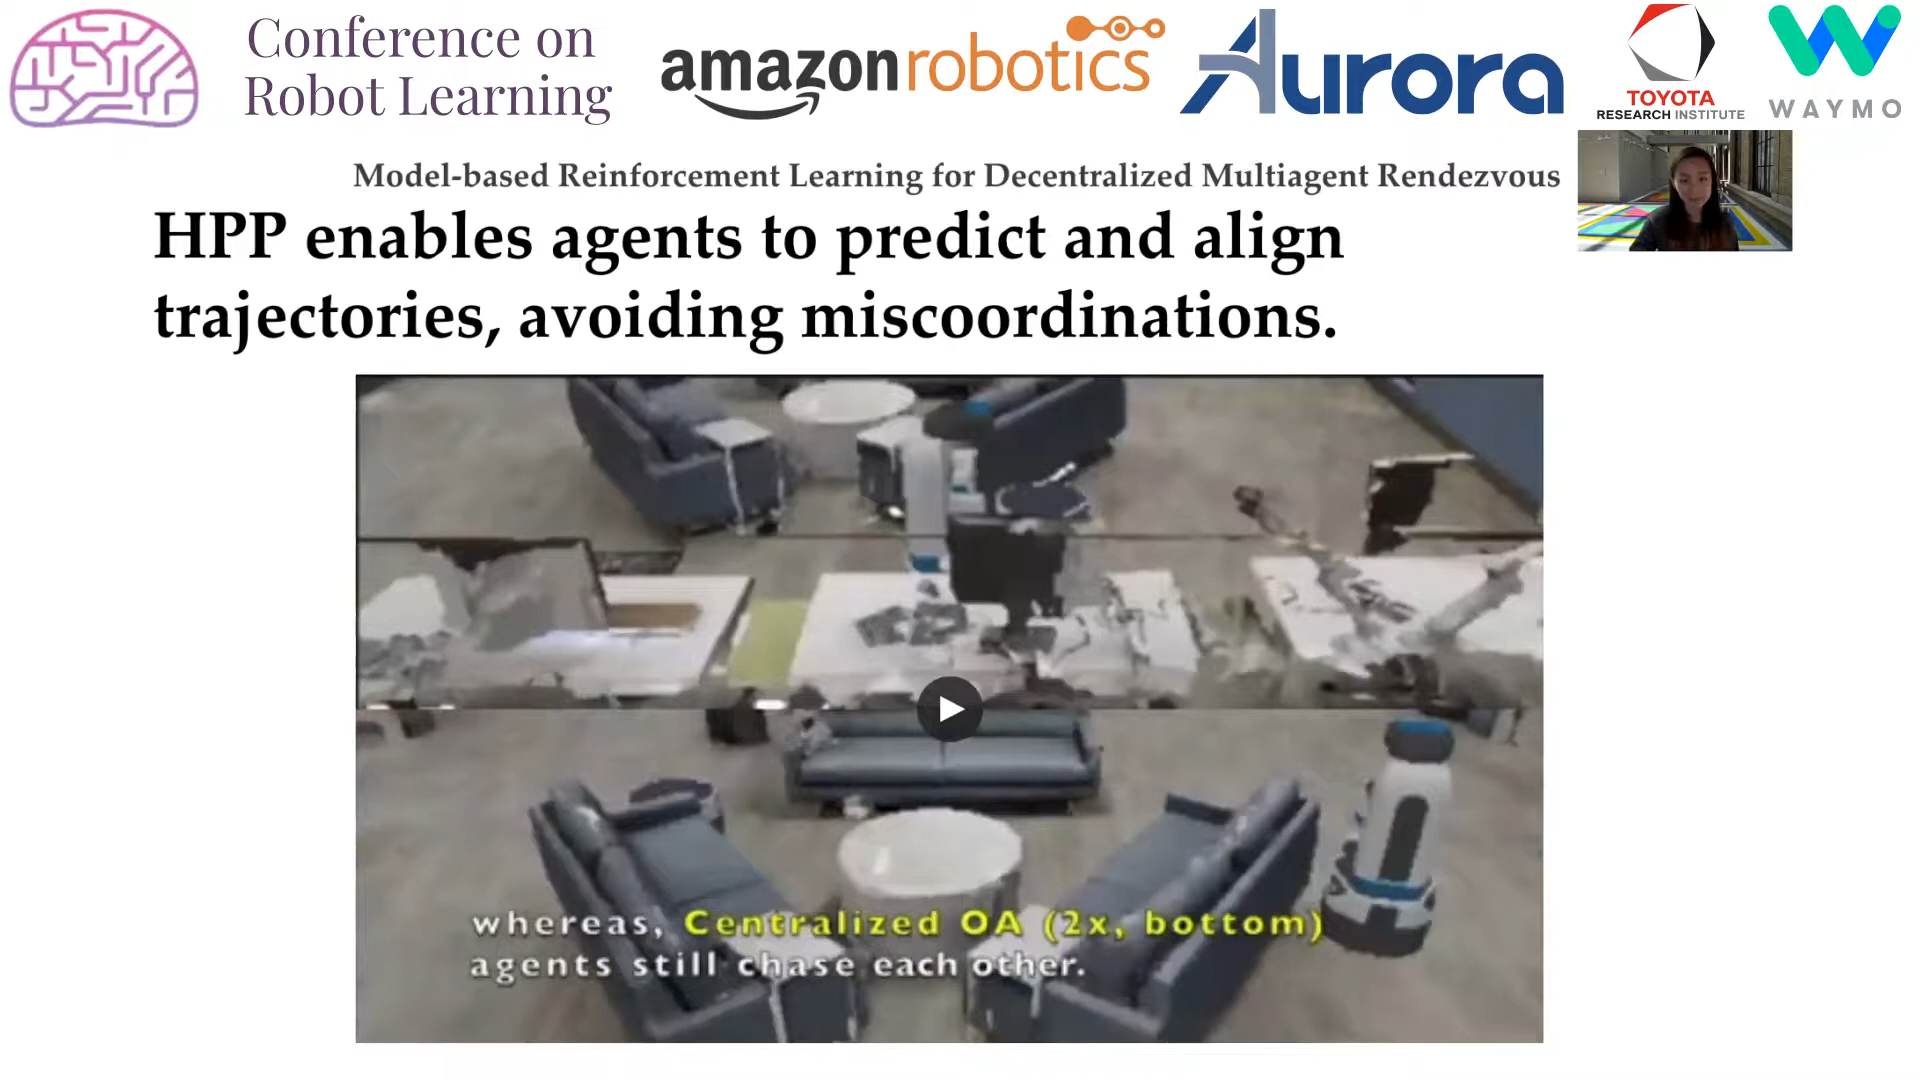 Conference on
Robot Learning
amazon robotics
Aurora
TOYOTA
RESEARCH INSTITUTE
WAYMO
Model-based Reinforcement Learning for Decentralized Multiagent Rendezvous
HPP enables agents to predict and align
trajectories, avoiding miscoordinations.
whereas, Centralized OA (2x, bottom)
agents still chase each other.